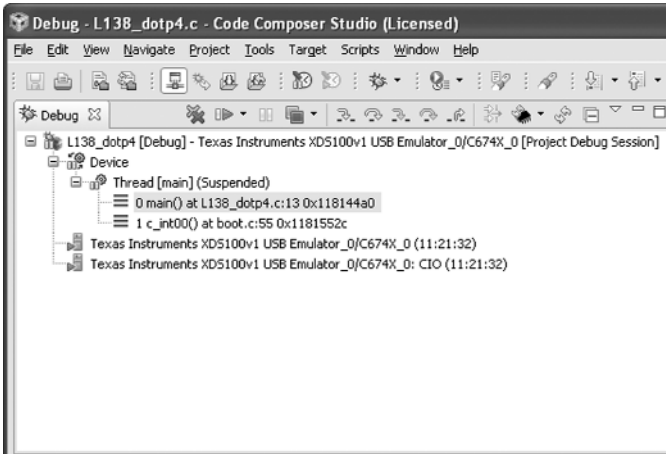 Debug - L138_dotp4.c - Code Composer Studio (Licensed)
File Edit View Navigate Project Tools Target Scripts Window Help
Debug
L138_dotp4 [Debug] - Texas Instruments XDS100v1 USB Emulator_0/C674X_0 [Project Debug Session]
Device
Thread [main] (Suspended)
0 main() at L138_dotp4.c:13 0x118144a0
1 c_int00() at boot.c:55 0x1181552c
Texas Instruments XDS100v1 USB Emulator_0/C674X_0 (11:21:32)
Texas Instruments XDS100v1 USB Emulator_0/C674X_0: CIO (11:21:32)